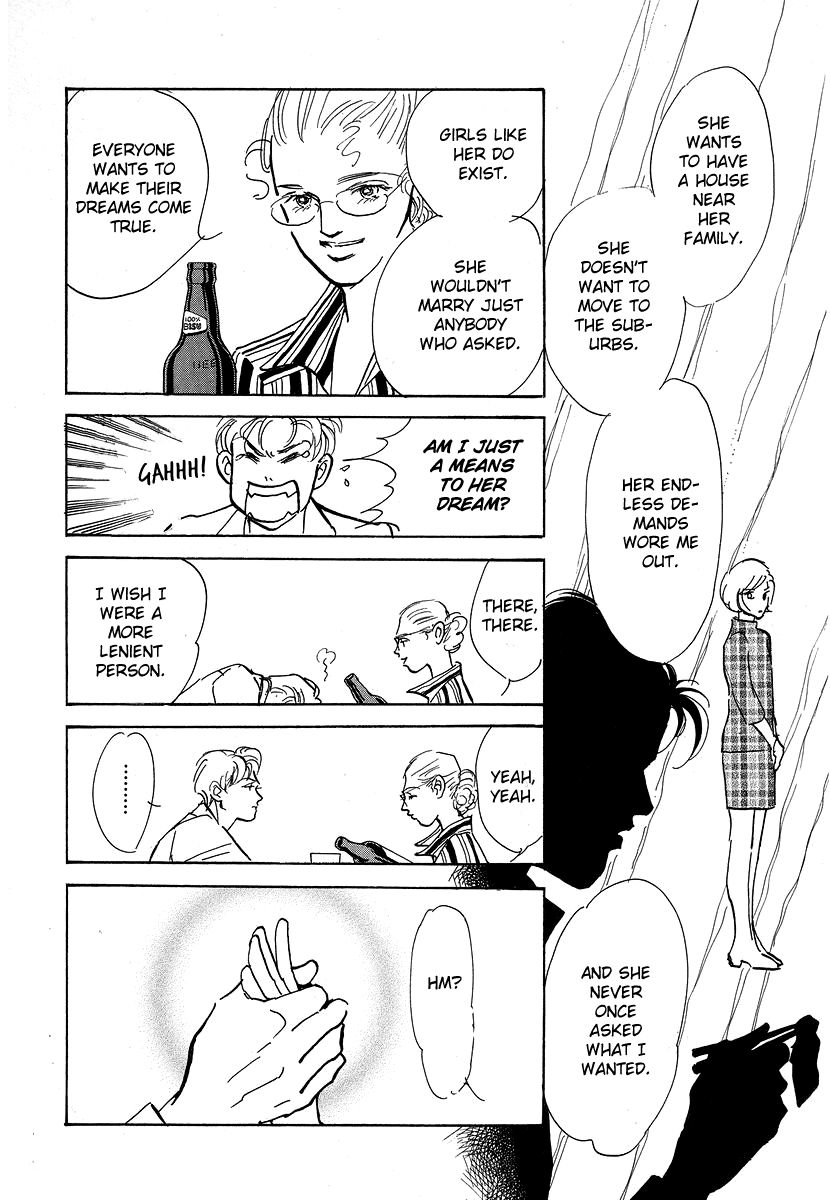 SHE
WANTS
TO HAVE
A HOUSE
NEAR
HER
FAMILY.
SHE
DOESN'T
WANT TO
MOVE TO
THE SUB-
URBS.
HER END-
LESS DE-
MANDS
WORE ME
OUT.
AND SHE
NEVER
ONCE
ASKED
WHAT I
WANTED.
GIRLS LIKE
HER DO
EXIST.
SHE
WOULDN'T
MARRY JUST
ANYBODY
WHO ASKED.
EVERYONE
WANTS TO
MAKE THEIR
DREAMS COME
TRUE.
100%
AM I JUST
A MEANS
TO HER
DREAM?
GAHHH!
THERE,
THERE.
I WISH I
WERE A
MORE
LENIENT
PERSON.
YEAH,
YEAH.
........
HM?